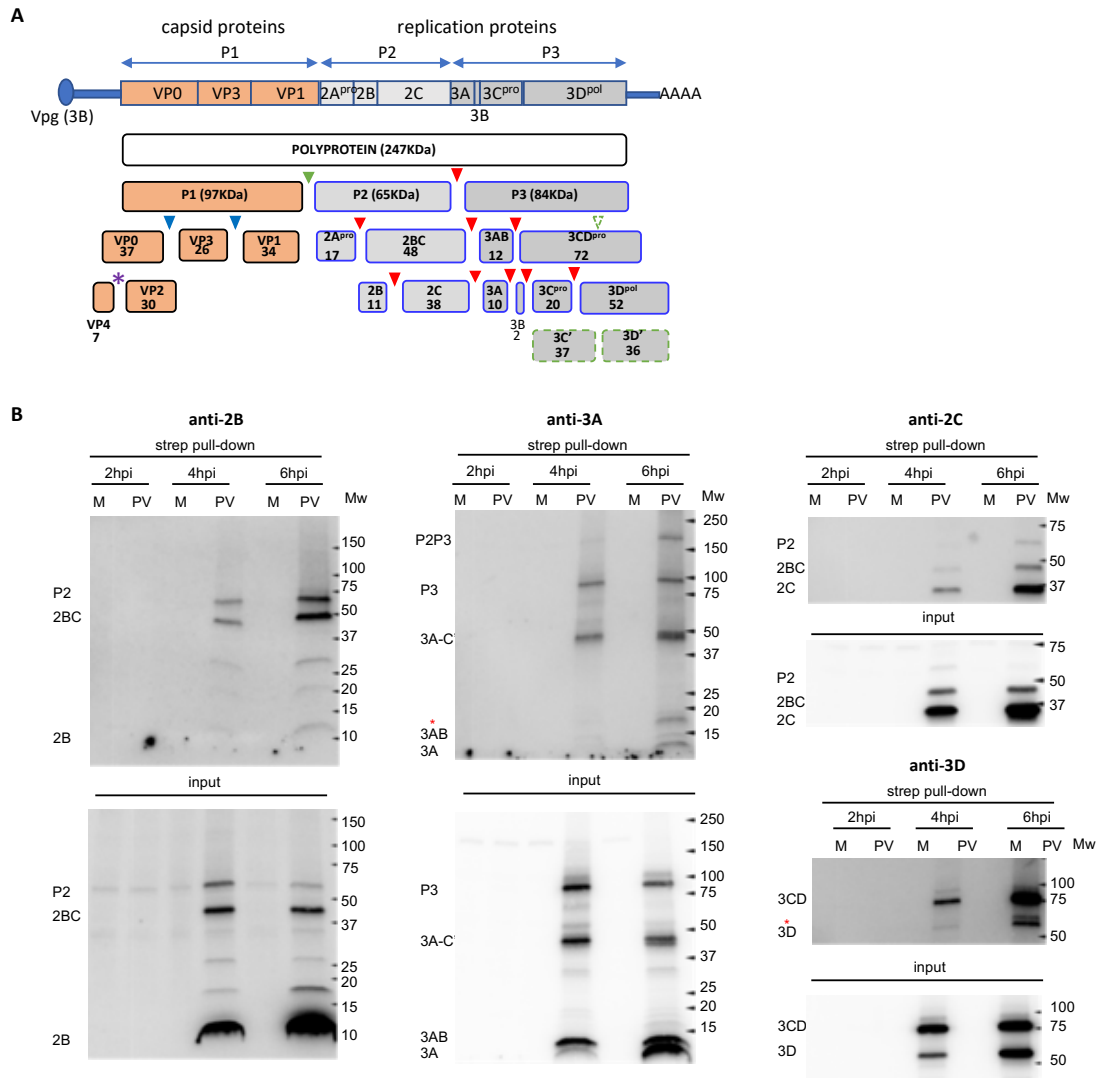 A
capsid proteins replication proteins
P1 P2 P3
VP0 VP3 VP1 2Apro 2B 2C 3A 3Cpro 3Dpol AAAA
Vpg (3B) 3B
POLYPROTEIN (247KDa)
P1 (97KDa) P2 (65KDa) P3 (84KDa)
VP0 VP3 VP1 2Apro 2BC 3AB 3CDpro
37 26 34 17 48 12 72
* VP2 2B 2C 3A 3Cpro 3Dpol
30 11 38 10 20 52
VP4 3B
7 2
3C' 3D'
37 36
B
anti-2B
strep pull-down
2hpi 4hpi 6hpi
M PV M PV M PV Mw
150
100
P2 75
2BC 50
37
25
20
15
2B 10
input
150
100
75
P2 50
2BC 37
25
20
15
2B 10
anti-3A
strep pull-down
2hpi 4hpi 6hpi
M PV M PV M PV Mw
250
P2P3 150
100
P3 75
50
3A-C'
37
25
* 20
3AB 15
3A
input
250
150
100
P3 75
50
3A-C'
37
25
20
15
3AB
3A
anti-2C
strep pull-down
2hpi 4hpi 6hpi
M PV M PV M PV Mw
75
P2
2BC 50
2C 37
input
75
P2 50
2BC 37
2C
anti-3D
strep pull-down
2hpi 4hpi 6hpi
M PV M PV M PV Mw
100
3CD 75
*
3D 50
input
100
3CD 75
3D 50